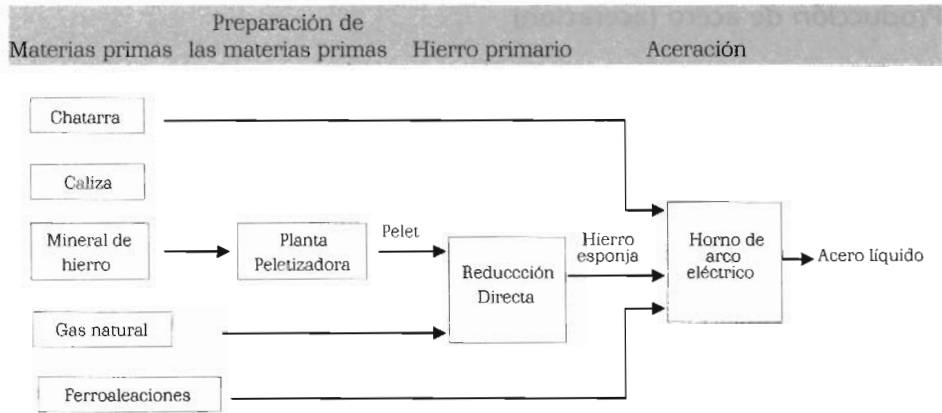 Producción de acero (aceración)
Preparación de
Materias primas las materias primas Hierro primario Aceración
Chatarra
Caliza
Mineral de
hierro
Planta
Peletizadora
Pelet
Reduccción
Directa
Hierro
esponja
Horno de
arco
eléctrico
Acero líquido
Gas natural
Ferroaleaciones